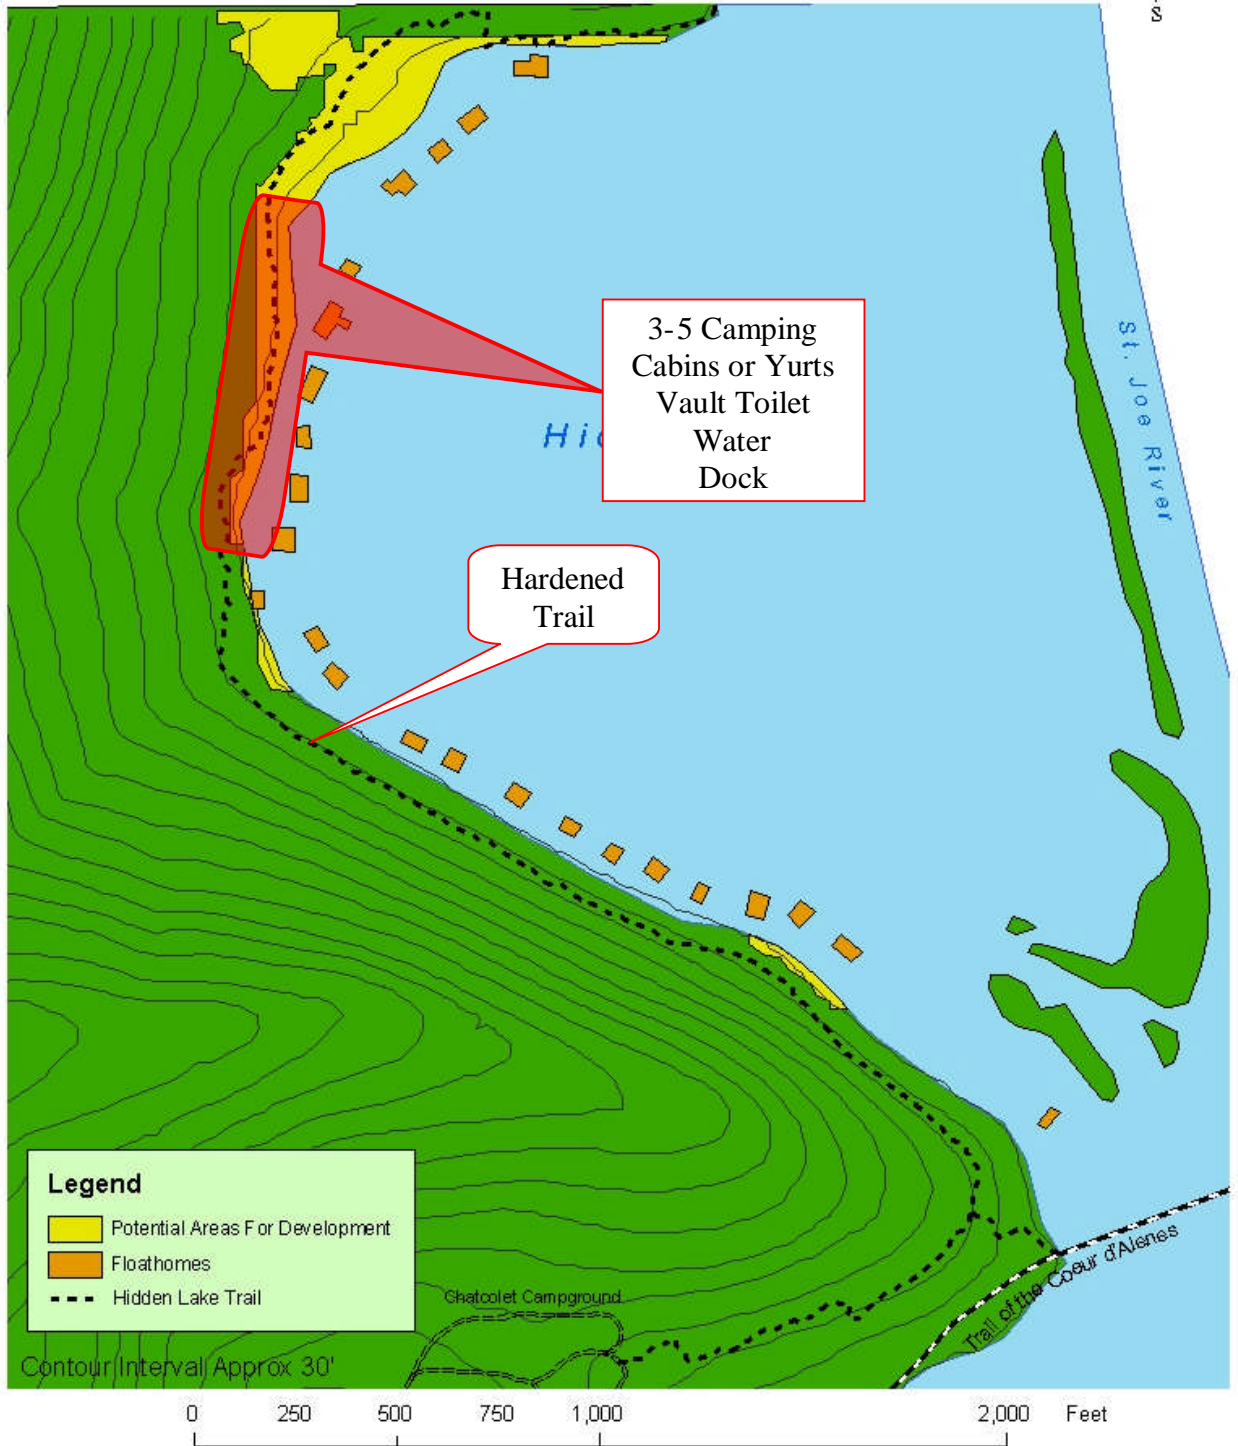 S
3-5 Camping
Cabins or Yurts
Vault Toilet
Water
Dock
St. Joe River
Hardened
Trail
Legend
Potential Areas For Development
Floathomes
Hidden Lake Trail
Chatcolet Campground
Trail of the Coeur d'Alenes
Contour Interval Approx 30'
0 250 500 750 1,000 2,000 Feet